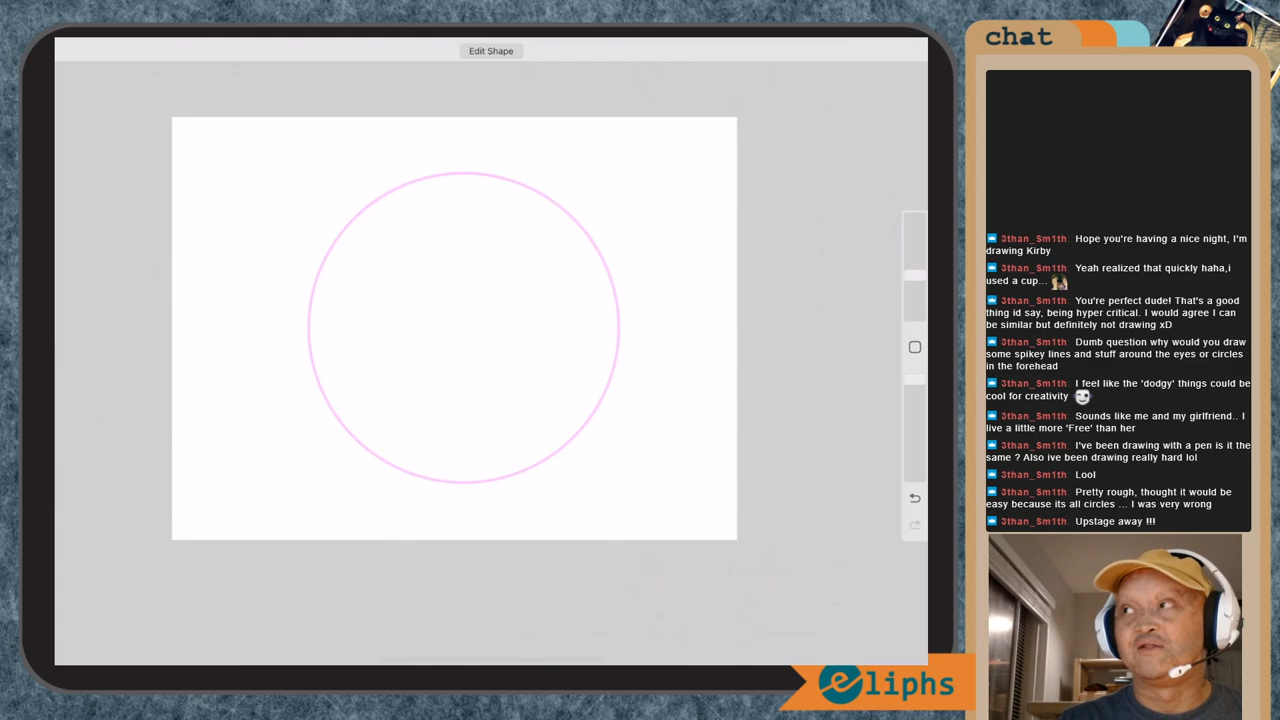 Edit Shape
chat
3than_Sm1th: Hope you're having a nice night, I'm
drawing Kirby
3than_Sm1th: Yeah realized that quickly haha,i
used a cup...
3than_Sm1th: You're perfect dude! That's a good
thing id say, being hyper critical. I would agree I can
be similar but definitely not drawing xD
3than_Sm1th: Dumb question why would you draw
some spikey lines and stuff around the eyes or circles
in the forehead
3than_Sm1th: I feel like the 'dodgy' things could be
cool for creativity
3than_Sm1th: Sounds like me and my girlfriend.. I
live a little more 'Free' than her
3than_Sm1th: I've been drawing with a pen is it the
same ? Also ive been drawing really hard lol
3than_Sm1th: Lool
3than_Sm1th: Pretty rough, thought it would be
easy because its all circles ... I was very wrong
3than_Sm1th: Upstage away !!!
eliphs